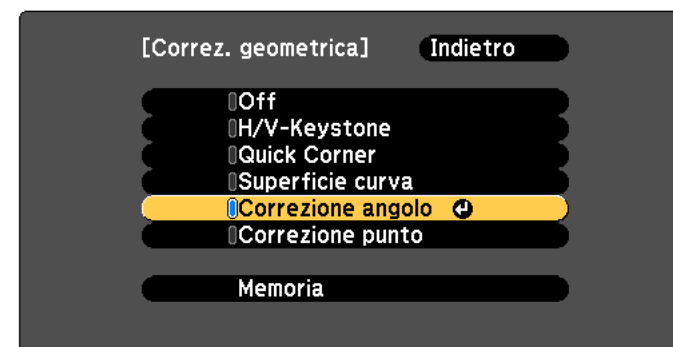 [Correz. geometrica] Indietro
Off
H/V-Keystone
Quick Corner
Superficie curva
Correzione angolo
Correzione punto
Memoria